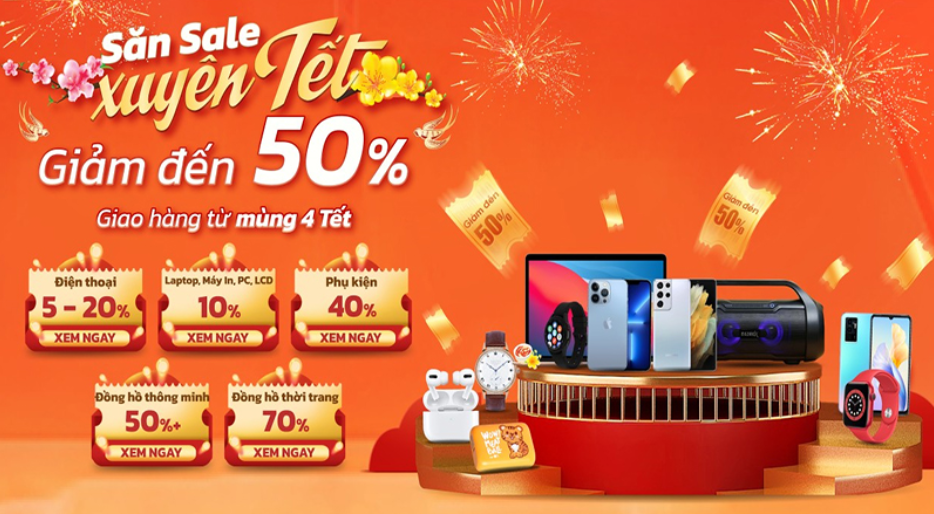 Săn Sale
xuyên Tết
Giảm đến 50%
Giao hàng từ mùng 4 Tết
Điện thoại
5 – 20%
XEM NGAY
Laptop, Máy In, PC, LCD
10%
XEM NGAY
Phụ kiện
40%
XEM NGAY
Đồng hồ thông minh
50%+
XEM NGAY
Đồng hồ thời trang
70%
XEM NGAY
Giảm đến
50%
Giảm đến
50%